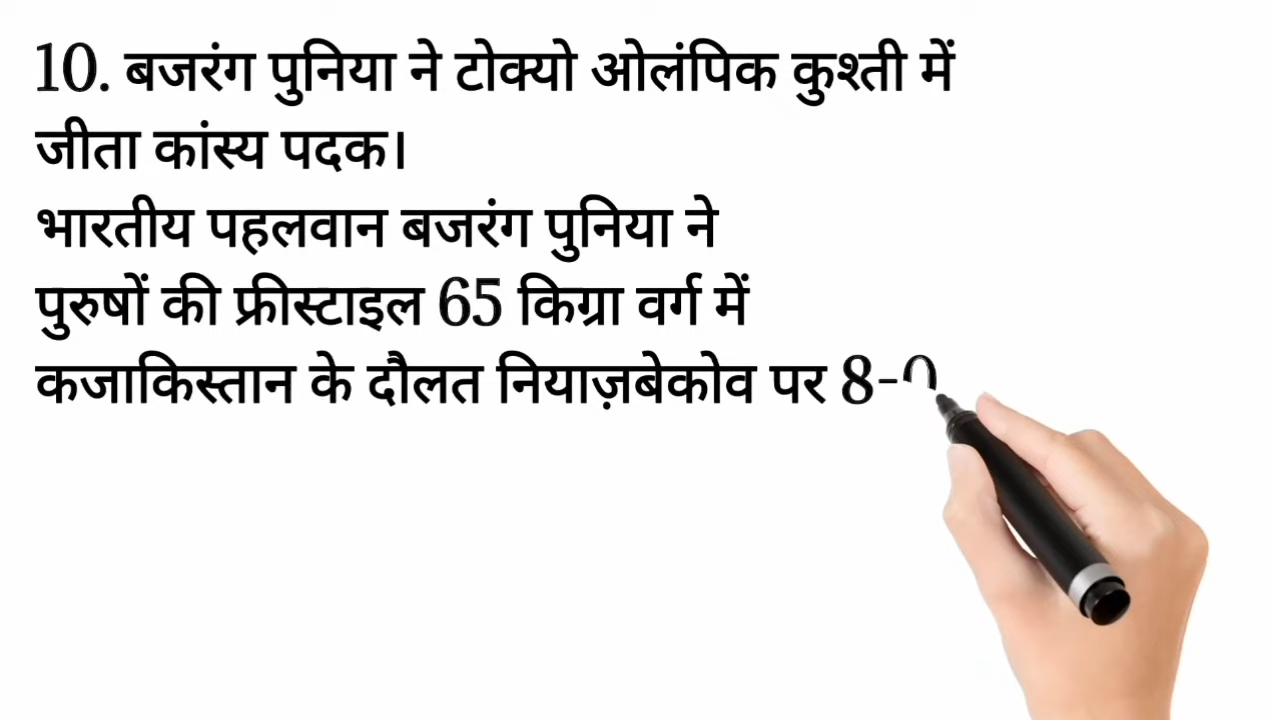 10. बजरंग पुनिया ने टोक्यो ओलंपिक कुश्ती में
जीता कांस्य पदक।
भारतीय पहलवान बजरंग पुनिया ने
पुरुषों की फ्रीस्टाइल 65 किग्रा वर्ग में
कजाकिस्तान के दौलत नियाज़बेकोव पर 8-